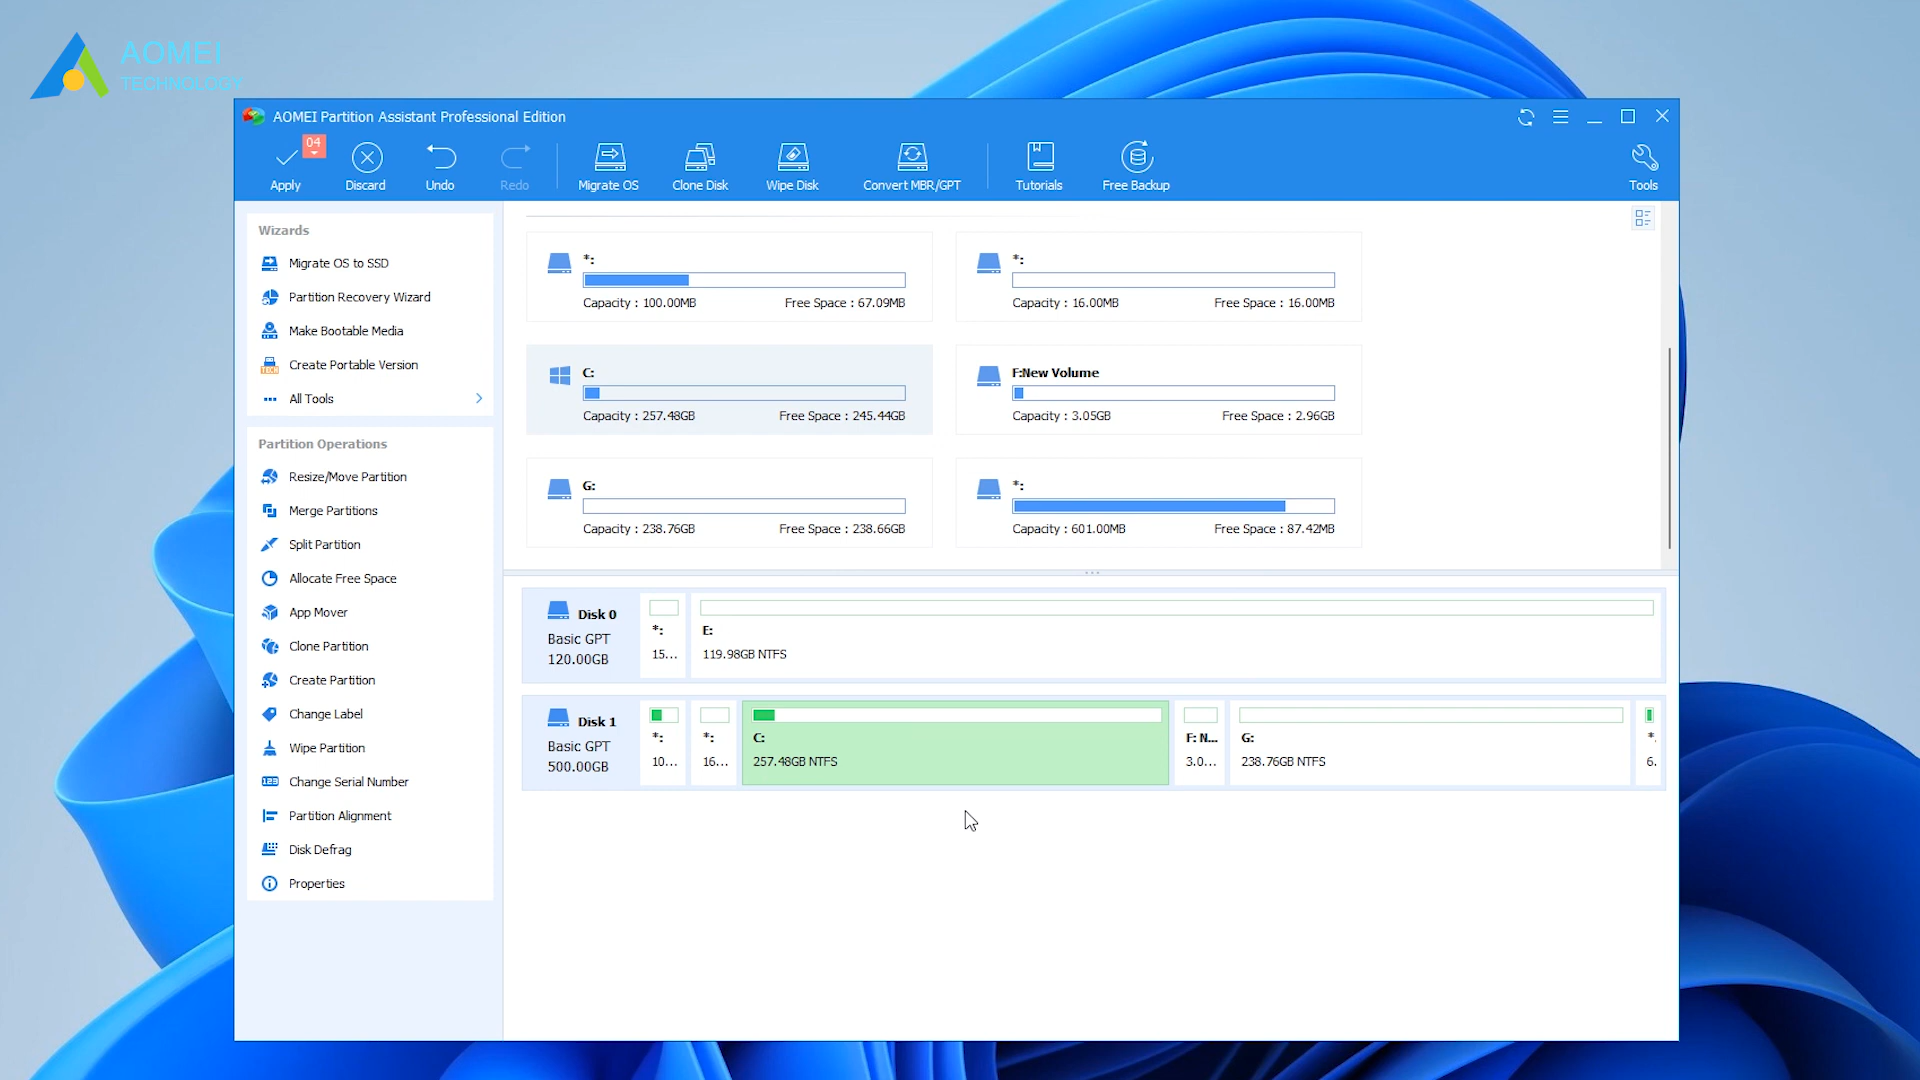 AOMEI
TECHNOLOGY
AOMEI Partition Assistant Professional Edition
04
Apply
Discard
Undo
Redo
Migrate OS
Clone Disk
Wipe Disk
Convert MBR/GPT
Tutorials
Free Backup
Tools
Wizards
Migrate OS to SSD
Partition Recovery Wizard
Make Bootable Media
Create Portable Version
All Tools
Partition Operations
Resize/Move Partition
Merge Partitions
Split Partition
Allocate Free Space
App Mover
Clone Partition
Create Partition
Change Label
Wipe Partition
Change Serial Number
Partition Alignment
Disk Defrag
Properties
*:
Capacity : 100.00MB Free Space : 67.09MB
*:
Capacity : 16.00MB Free Space : 16.00MB
C:
Capacity : 257.48GB Free Space : 245.44GB
F:New Volume
Capacity : 3.05GB Free Space : 2.96GB
G:
Capacity : 238.76GB Free Space : 238.66GB
*:
Capacity : 601.00MB Free Space : 87.42MB
Disk 0
Basic GPT
120.00GB
*:
15...
E:
119.98GB NTFS
Disk 1
Basic GPT
500.00GB
*:
10...
*:
16...
C:
257.48GB NTFS
F: N...
3.0...
G:
238.76GB NTFS
*.
6.